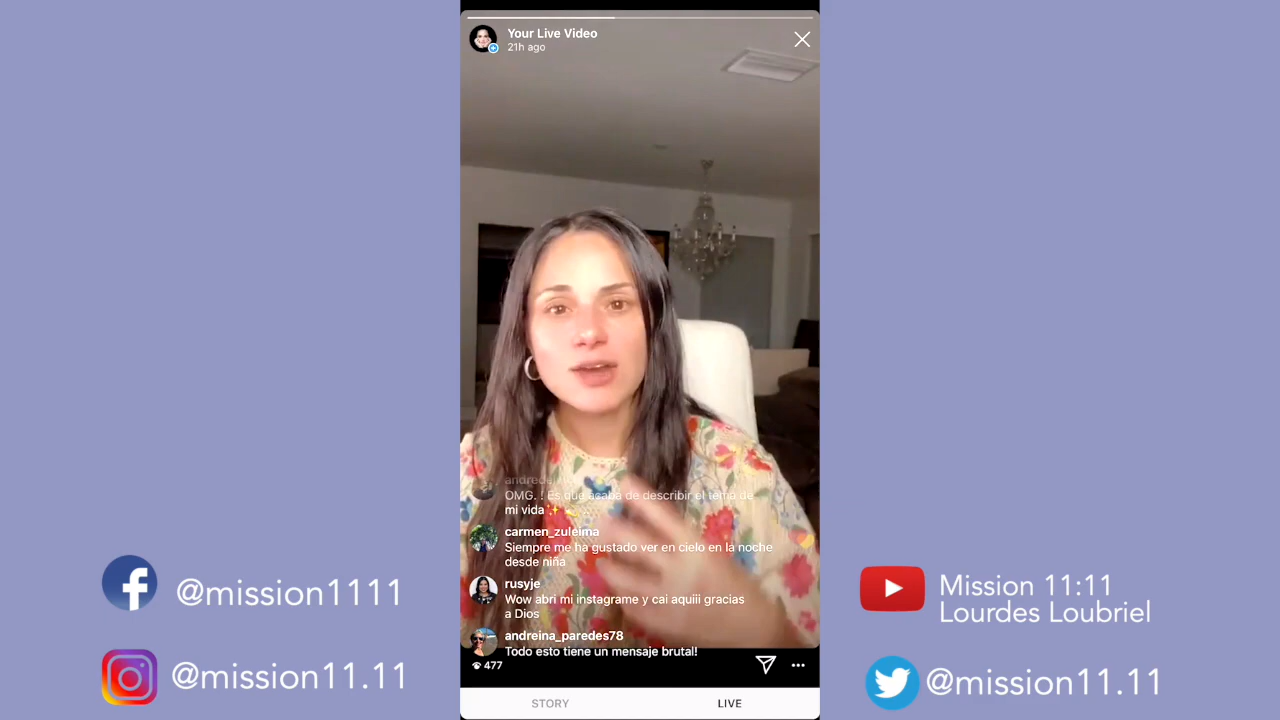 Your Live Video
21h ago
OMG. ! Es que acaba de describir el tema de
mi vida
carmen_zuleima
Siempre me ha gustado ver en cielo en la noche
desde niña
rusyje
Wow abri mi instagrame y cai aquiii gracias
a Dios
andreina_paredes78
Todo esto tiene un mensaje brutal!
477
STORY
LIVE
@mission1111
@mission11.11
Mission 11:11
Lourdes Loubriel
@mission11.11